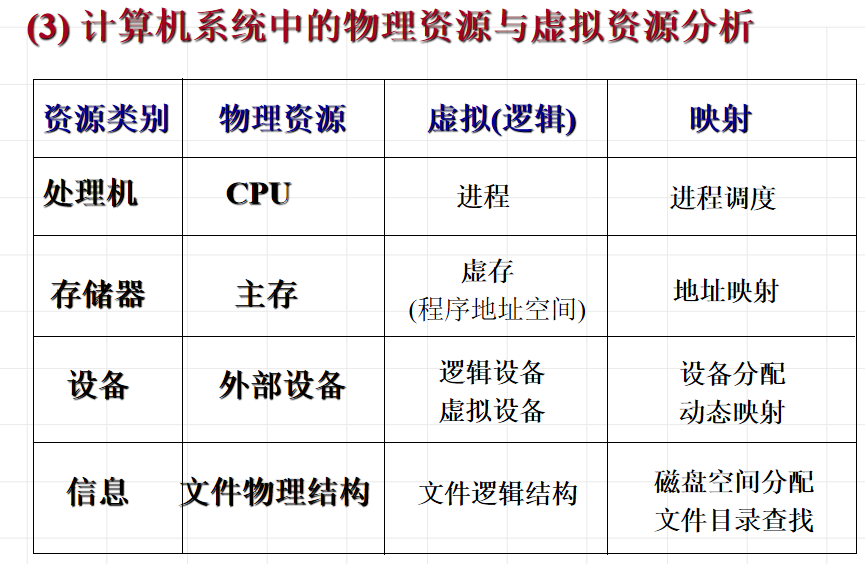 (3) 计算机系统中的物理资源与虚拟资源分析
资源类别 物理资源 虚拟(逻辑) 映射
处理机 CPU 进程 进程调度
存储器 主存 虚存 地址映射
(程序地址空间)
设备 外部设备 逻辑设备 设备分配
虚拟设备 动态映射
信息 文件物理结构 文件逻辑结构 磁盘空间分配
文件目录查找